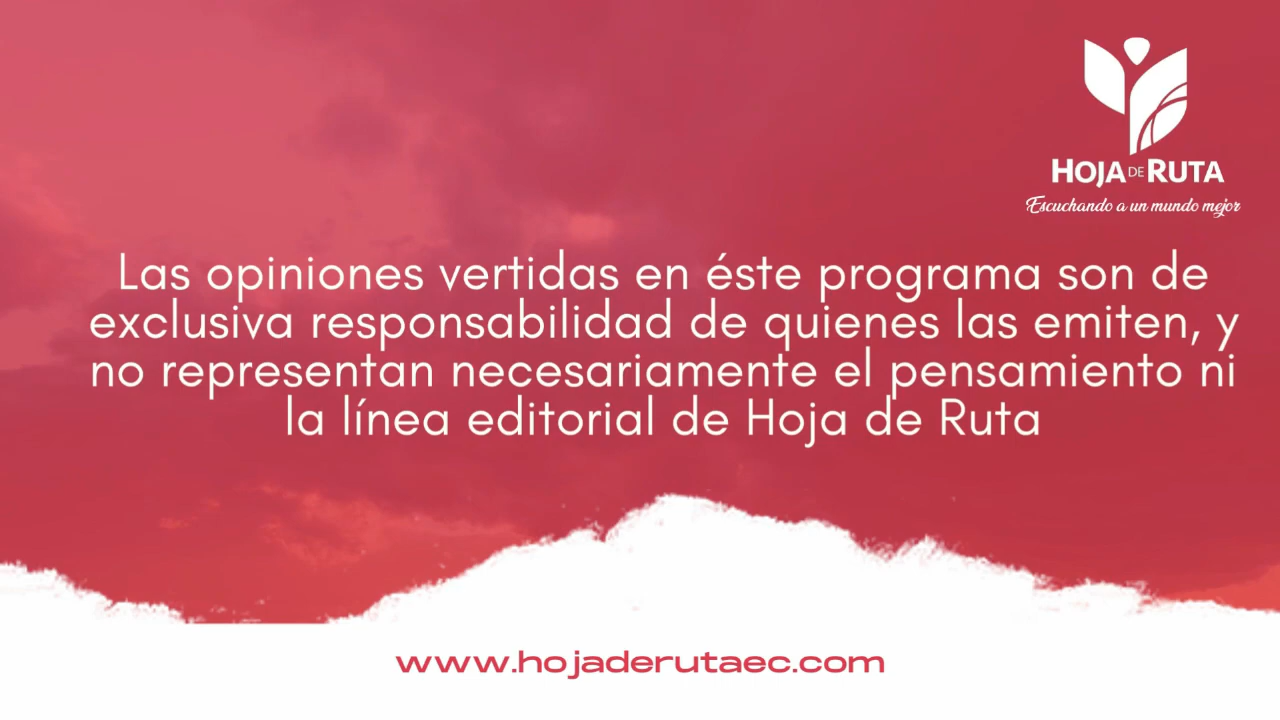 HOJA DE RUTA
Escuchando a un mundo mejor
Las opiniones vertidas en éste programa son de
exclusiva responsabilidad de quienes las emiten, y
no representan necesariamente el pensamiento ni
la línea editorial de Hoja de Ruta
www.hojaderutaec.com